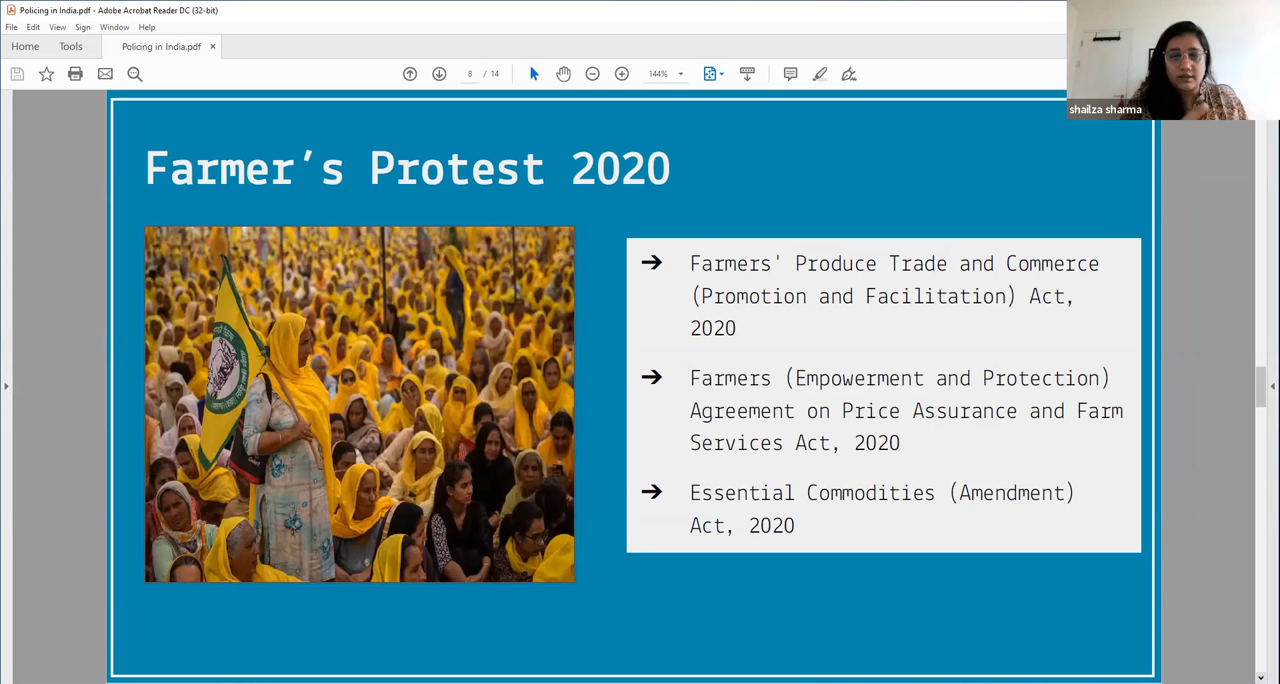 Policing in India.pdf - Adobe Acrobat Reader DC (32-bit)
File Edit View Sign Window Help
Home Tools Policing in India.pdf ×
8 / 14 144%
shailza sharma
Farmer’s Protest 2020
➔ Farmers' Produce Trade and Commerce
(Promotion and Facilitation) Act,
2020
➔ Farmers (Empowerment and Protection)
Agreement on Price Assurance and Farm
Services Act, 2020
➔ Essential Commodities (Amendment)
Act, 2020